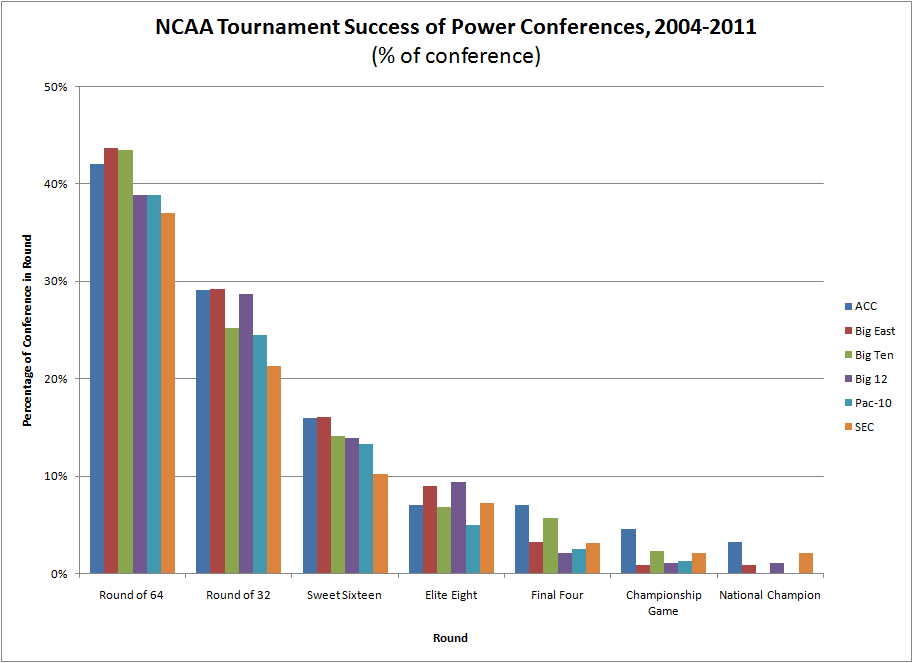 NCAA Tournament Success of Power Conferences, 2004-2011
(% of conference)
50%
40%
30%
20%
10%
0%
Percentage of Conference in Round
Round of 64
Round of 32
Sweet Sixteen
Elite Eight
Final Four
Championship
Game
National Champion
Round
ACC
Big East
Big Ten
Big 12
Pac-10
SEC